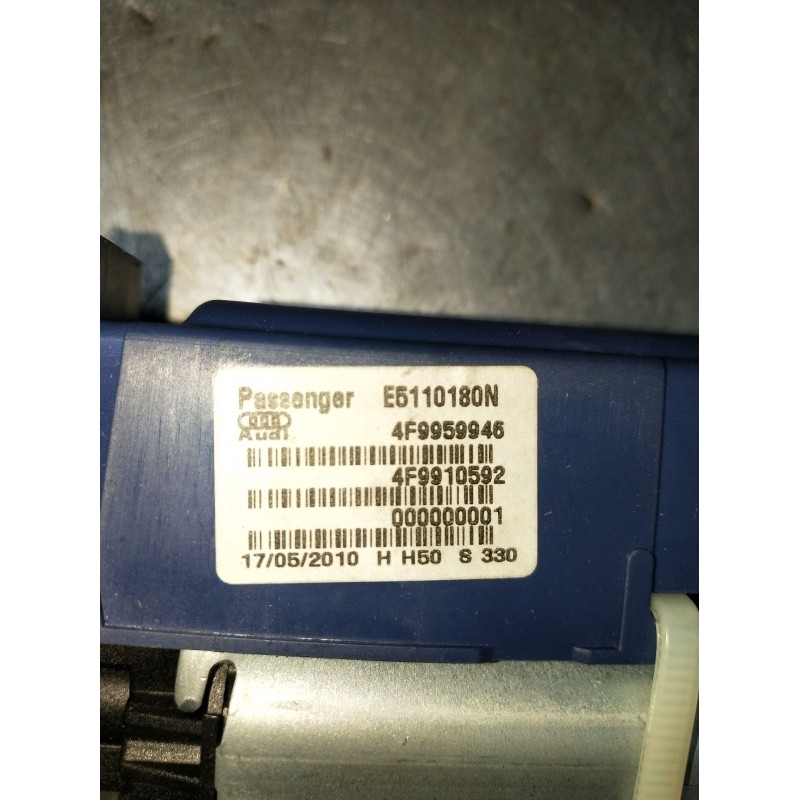 Passenger E5110180N
Audi 4F9959946
4F9910592
000000001
17/05/2010 H H50 S 330